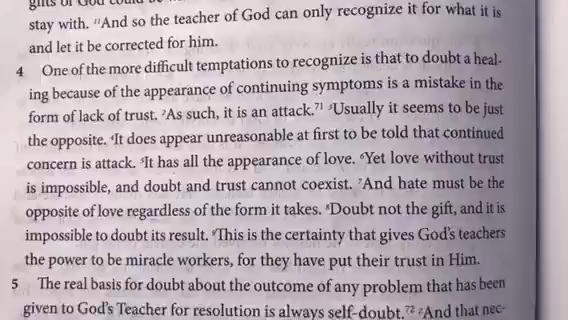 gifts of God could be
stay with. ¹¹And so the teacher of God can only recognize it for what it is
and let it be corrected for him.
4 One of the more difficult temptations to recognize is that to doubt a heal-
ing because of the appearance of continuing symptoms is a mistake in the
form of lack of trust. ²As such, it is an attack.⁷¹ ³Usually it seems to be just
the opposite. ⁴It does appear unreasonable at first to be told that continued
concern is attack. ⁵It has all the appearance of love. ⁶Yet love without trust
is impossible, and doubt and trust cannot coexist. ⁷And hate must be the
opposite of love regardless of the form it takes. ⁸Doubt not the gift, and it is
impossible to doubt its result. ⁹This is the certainty that gives God's teachers
the power to be miracle workers, for they have put their trust in Him.
5 The real basis for doubt about the outcome of any problem that has been
given to God's Teacher for resolution is always self-doubt.⁷² ²And that nec-